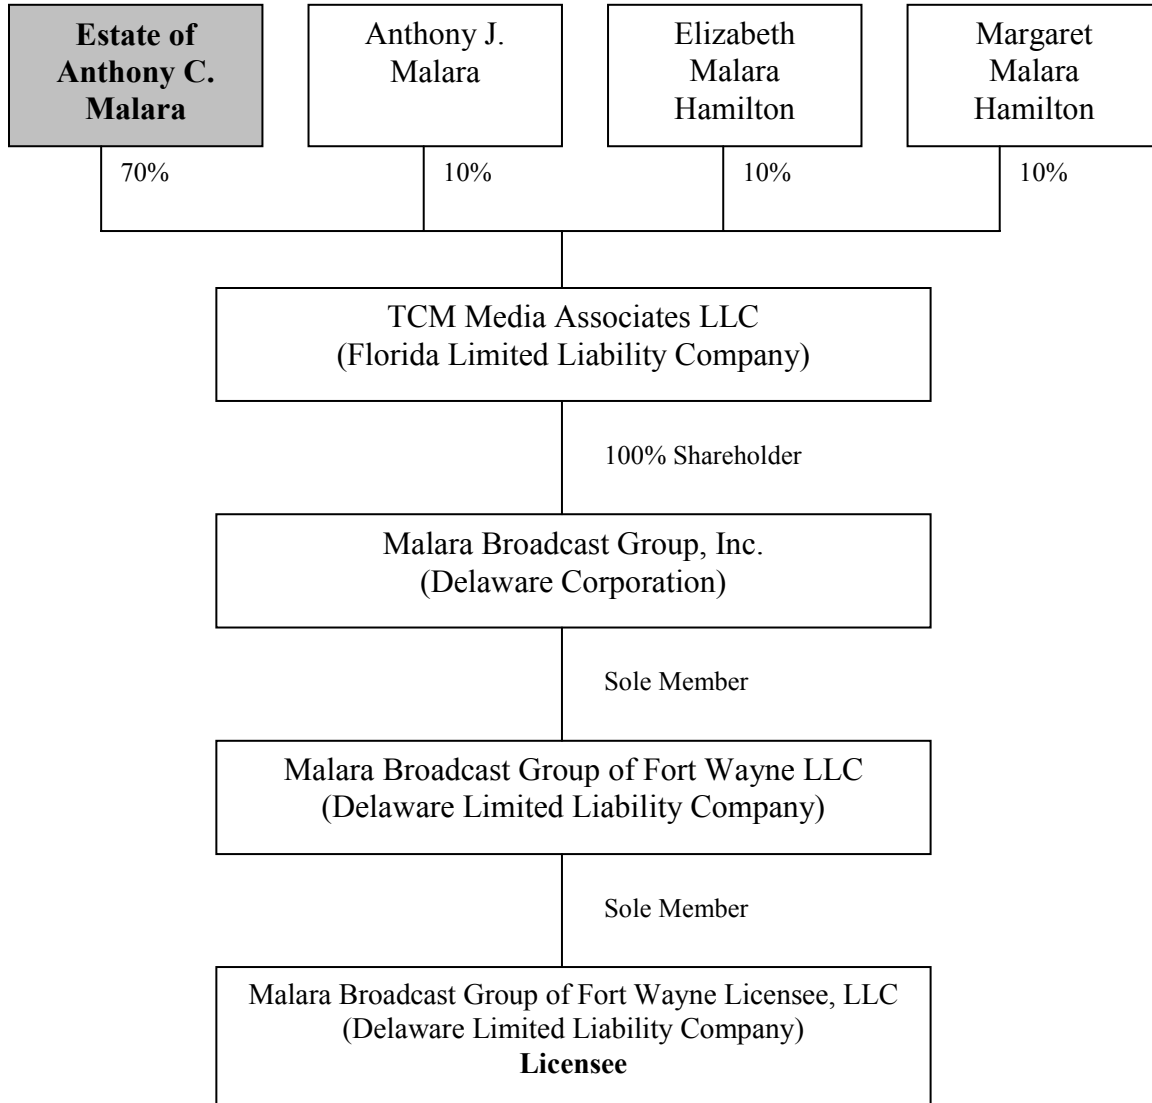 Estate of
Anthony C.
Malara
Anthony J.
Malara
Elizabeth
Malara
Hamilton
Margaret
Malara
Hamilton
70%
10%
10%
10%
TCM Media Associates LLC
(Florida Limited Liability Company)
100% Shareholder
Malara Broadcast Group, Inc.
(Delaware Corporation)
Sole Member
Malara Broadcast Group of Fort Wayne LLC
(Delaware Limited Liability Company)
Sole Member
Malara Broadcast Group of Fort Wayne Licensee, LLC
(Delaware Limited Liability Company)
Licensee